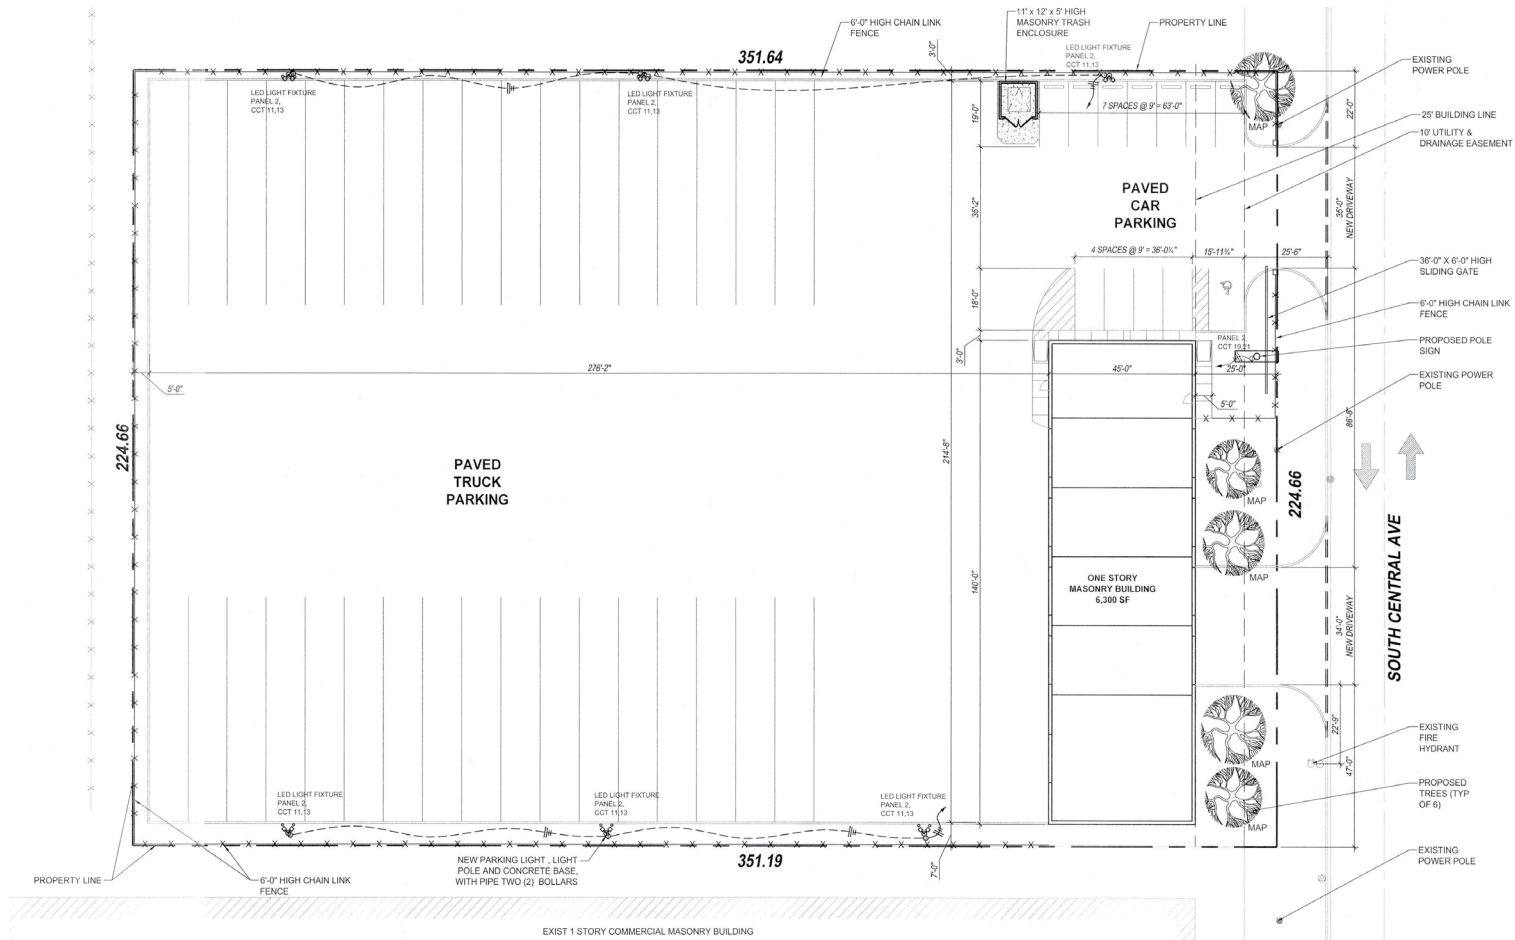 11' x 12' x 5' HIGH
MASONRY TRASH
ENCLOSURE
6'-0" HIGH CHAIN LINK
FENCE
PROPERTY LINE
351.64
3'-0"
LED LIGHT FIXTURE
PANEL 2,
CCT 11,13
EXISTING
POWER POLE
LED LIGHT FIXTURE
PANEL 2,
CCT 11,13
LED LIGHT FIXTURE
PANEL 2,
CCT 11,13
19'-0"
7 SPACES @ 9' = 63'-0"
MAP
22'-0"
25' BUILDING LINE
10' UTILITY &
DRAINAGE EASEMENT
PAVED
CAR
PARKING
35'-2"
35'-0"
NEW DRIVEWAY
4 SPACES @ 9' = 36'-0¼"
15'-11¾"
25'-6"
36'-0" X 6'-0" HIGH
SLIDING GATE
18'-0"
6'-0" HIGH CHAIN LINK
FENCE
PANEL 2,
CCT 19,21
PROPOSED POLE
SIGN
3'-0"
276'-2"
45'-0"
25'-0"
EXISTING POWER
POLE
5'-0"
5'-0"
86'-8"
224.66
214'-8"
PAVED
TRUCK
PARKING
MAP
224.66
SOUTH CENTRAL AVE
MAP
140'-0"
ONE STORY
MASONRY BUILDING
6,300 SF
34'-0"
NEW DRIVEWAY
22'-9"
EXISTING
FIRE
HYDRANT
MAP
47'-0"
PROPOSED
TREES (TYP
OF 6)
LED LIGHT FIXTURE
PANEL 2,
CCT 11,13
LED LIGHT FIXTURE
PANEL 2,
CCT 11,13
LED LIGHT FIXTURE
PANEL 2,
CCT 11,13
MAP
NEW PARKING LIGHT , LIGHT
POLE AND CONCRETE BASE,
WITH PIPE TWO (2) BOLLARS
351.19
7'-0"
EXISTING
POWER POLE
PROPERTY LINE
6'-0" HIGH CHAIN LINK
FENCE
EXIST 1 STORY COMMERCIAL MASONRY BUILDING